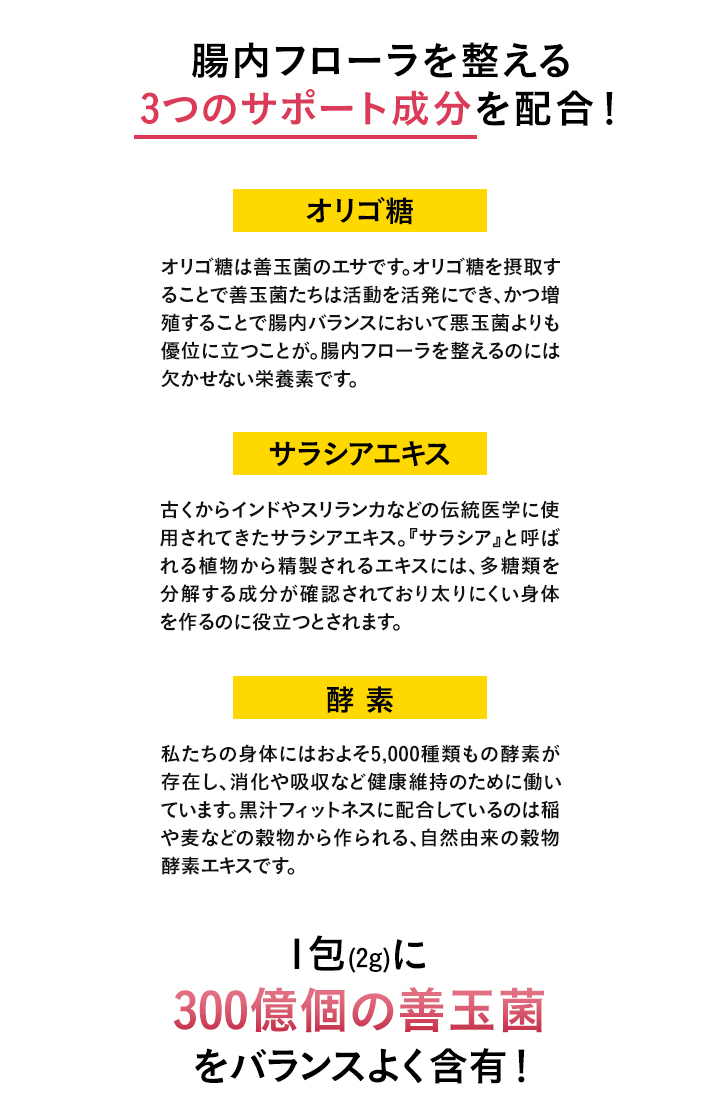 腸内フローラを整える
3つのサポート成分を配合！
オリゴ糖
オリゴ糖は善玉菌のエサです。オリゴ糖を摂取す
ることで善玉菌たちは活動を活発にでき、かつ増
殖することで腸内バランスにおいて悪玉菌よりも
優位に立つことが。腸内フローラを整えるのには
欠かせない栄養素です。
サラシアエキス
古くからインドやスリランカなどの伝統医学に使
用されてきたサラシアエキス。『サラシア』と呼ば
れる植物から精製されるエキスには、多糖類を
分解する成分が確認されており太りにくい身体
を作るのに役立つとされます。
酵素
私たちの身体にはおよそ5,000種類もの酵素が
存在し、消化や吸収など健康維持のために働い
ています。黒汁フィットネスに配合しているのは稲
や麦などの穀物から作られる、自然由来の穀物
酵素エキスです。
1包(2g)に
300億個の善玉菌
をバランスよく含有！